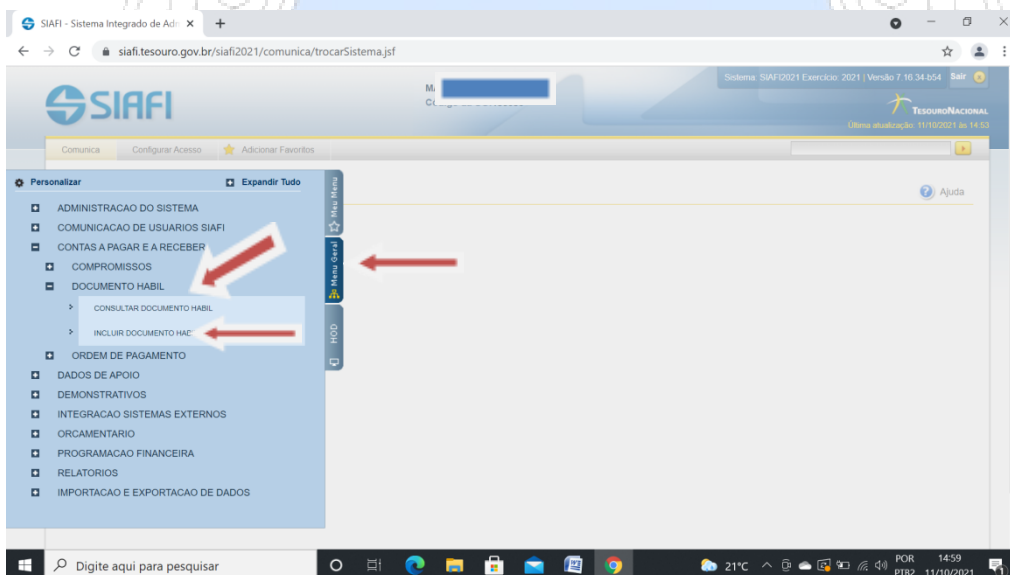 SIAFI - Sistema Integrado de Adm
siafi.tesouro.gov.br/siafi2021/comunica/trocarSistema.jsf
Sistema: SIAFI2021 Exercício: 2021 | Versão 7.16.34-b54 Sair
SIAFI
TESOURONACIONAL
Última atualização: 11/10/2021 às 14:53
Comunica Configurar Acesso Adicionar Favoritos
Personalizar Expandir Tudo
Meu Menu
Ajuda
ADMINISTRACAO DO SISTEMA
COMUNICACAO DE USUARIOS SIAFI
CONTAS A PAGAR E A RECEBER
Menu Geral
COMPROMISSOS
DOCUMENTO HABIL
CONSULTAR DOCUMENTO HABIL
INCLUIR DOCUMENTO
HOD
ORDEM DE PAGAMENTO
DADOS DE APOIO
DEMONSTRATIVOS
INTEGRACAO SISTEMAS EXTERNOS
ORCAMENTARIO
PROGRAMACAO FINANCEIRA
RELATORIOS
IMPORTACAO E EXPORTACAO DE DADOS
Digite aqui para pesquisar
21°C
POR 14:59
PTB2 11/10/2021